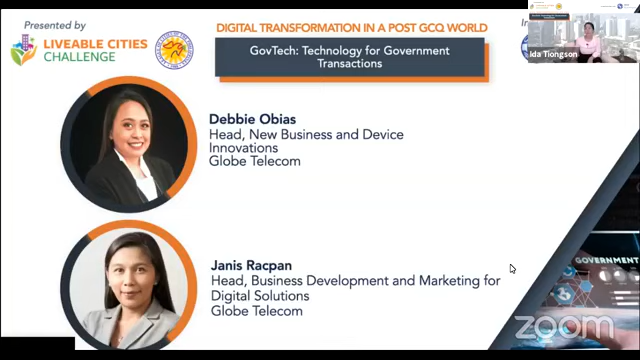 Presented by
LIVEABLE CITIES
CHALLENGE
DIGITAL TRANSFORMATION IN A POST GCQ WORLD
GovTech: Technology for Government
Transactions
In
Ida Tiongson
Debbie Obias
Head, New Business and Device
Innovations
Globe Telecom
Janis Racpan
Head, Business Development and Marketing for
Digital Solutions
Globe Telecom
GOVERNMENT
zoom